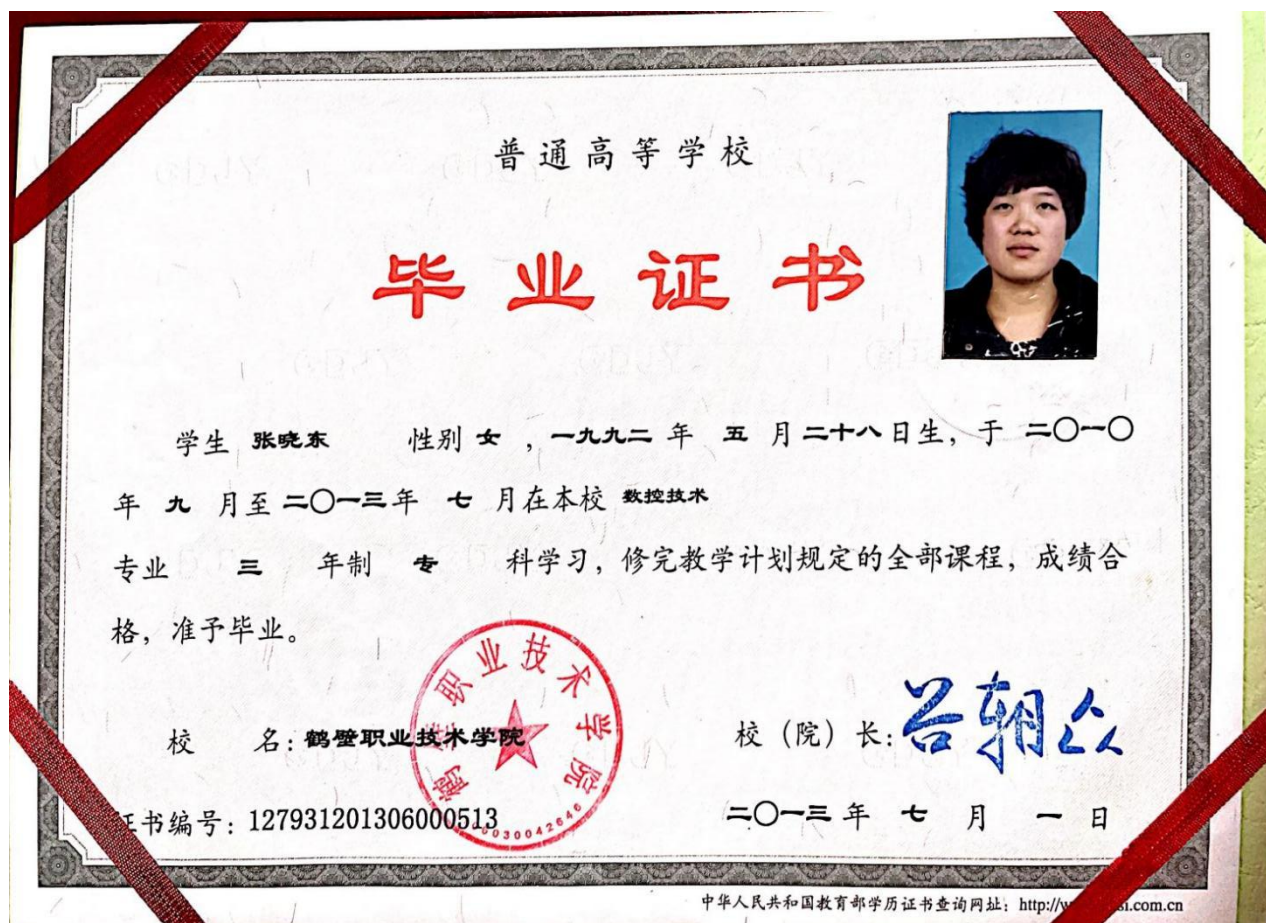 普通高等学校
毕业证书
学生 张晓东 性别 女 ，一九九二 年 五 月 二十八 日生，于 二〇一〇
年 九 月至 二〇一三 年 七 月在本校 数控技术
专业 三 年制 专 科学习，修完教学计划规定的全部课程，成绩合
格，准予毕业。
职业技术学院
校 名：鹤壁职业技术学院
校（院）长：
书编号：127931201306000513
二〇一三 年 七 月 一 日
中华人民共和国教育部学历证书查询网址：http://
si.com.cn